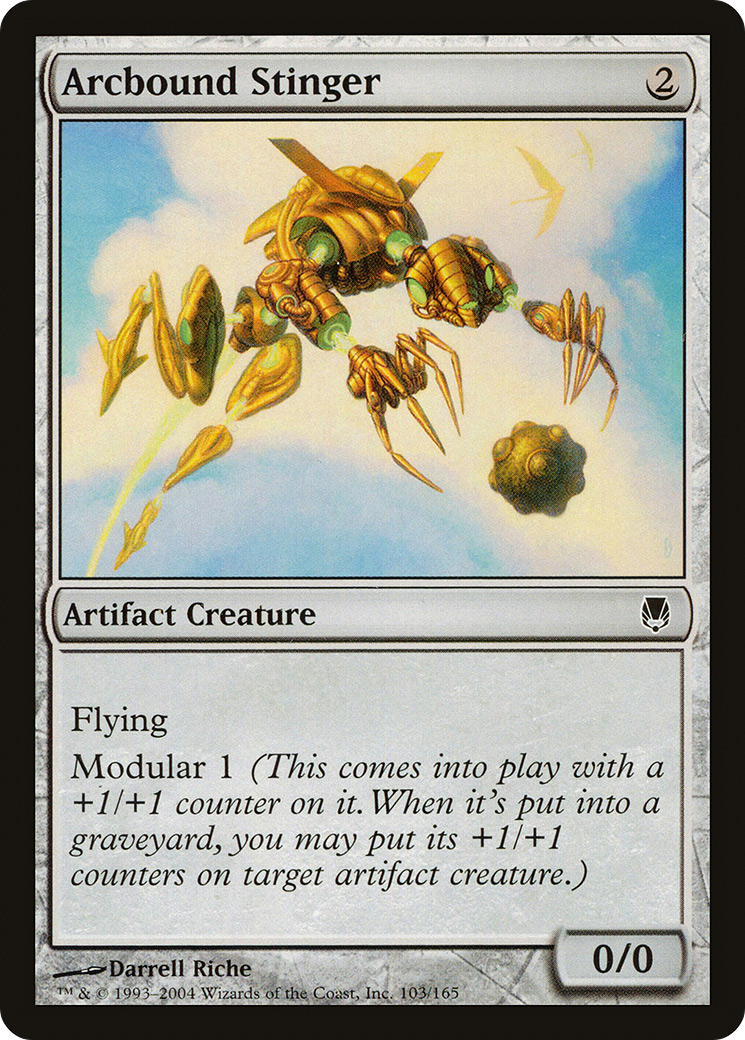 Arcbound Stinger
2
Artifact Creature
Flying
Modular 1 (This comes into play with a
+1/+1 counter on it. When it's put into a
graveyard, you may put its +1/+1
counters on target artifact creature.)
0/0
Darrell Riche
™ & © 1993–2004 Wizards of the Coast, Inc. 103/165